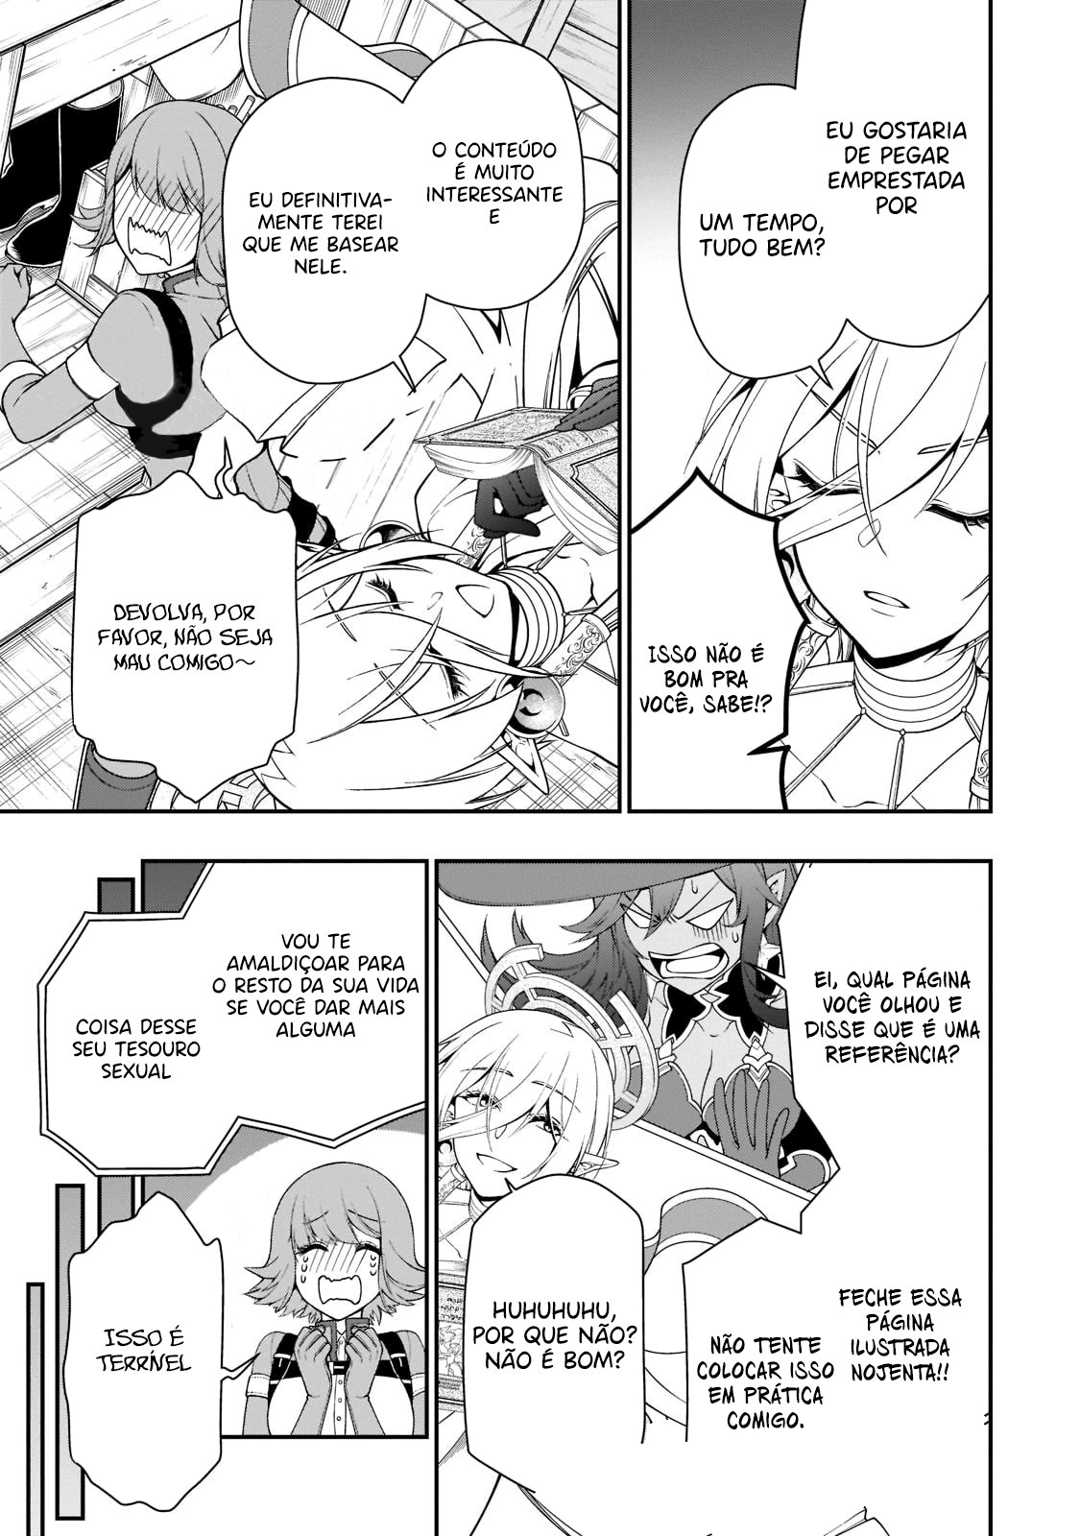 EU GOSTARIA
DE PEGAR
EMPRESTADA
POR
UM TEMPO,
TUDO BEM?
ISSO NÃO É
BOM PRA
VOCÊ, SABE!?
O CONTEÚDO
É MUITO
INTERESSANTE
E
EU DEFINITIVA-
MENTE TEREI
QUE ME BASEAR
NELE.
DEVOLVA, POR
FAVOR, NÃO SEJA
MAU COMIGO~
EI, QUAL PÁGINA
VOCÊ OLHOU E
DISSE QUE É UMA
REFERÊNCIA?
FECHE ESSA
PÁGINA
ILUSTRADA
NOJENTA!!
NÃO TENTE
COLOCAR ISSO
EM PRÁTICA
COMIGO.
HUHUHUHU,
POR QUE NÃO?
NÃO É BOM?
VOU TE
AMALDIÇOAR PARA
O RESTO DA SUA VIDA
SE VOCÊ DAR MAIS
ALGUMA
COISA DESSE
SEU TESOURO
SEXUAL
ISSO É
TERRÍVEL